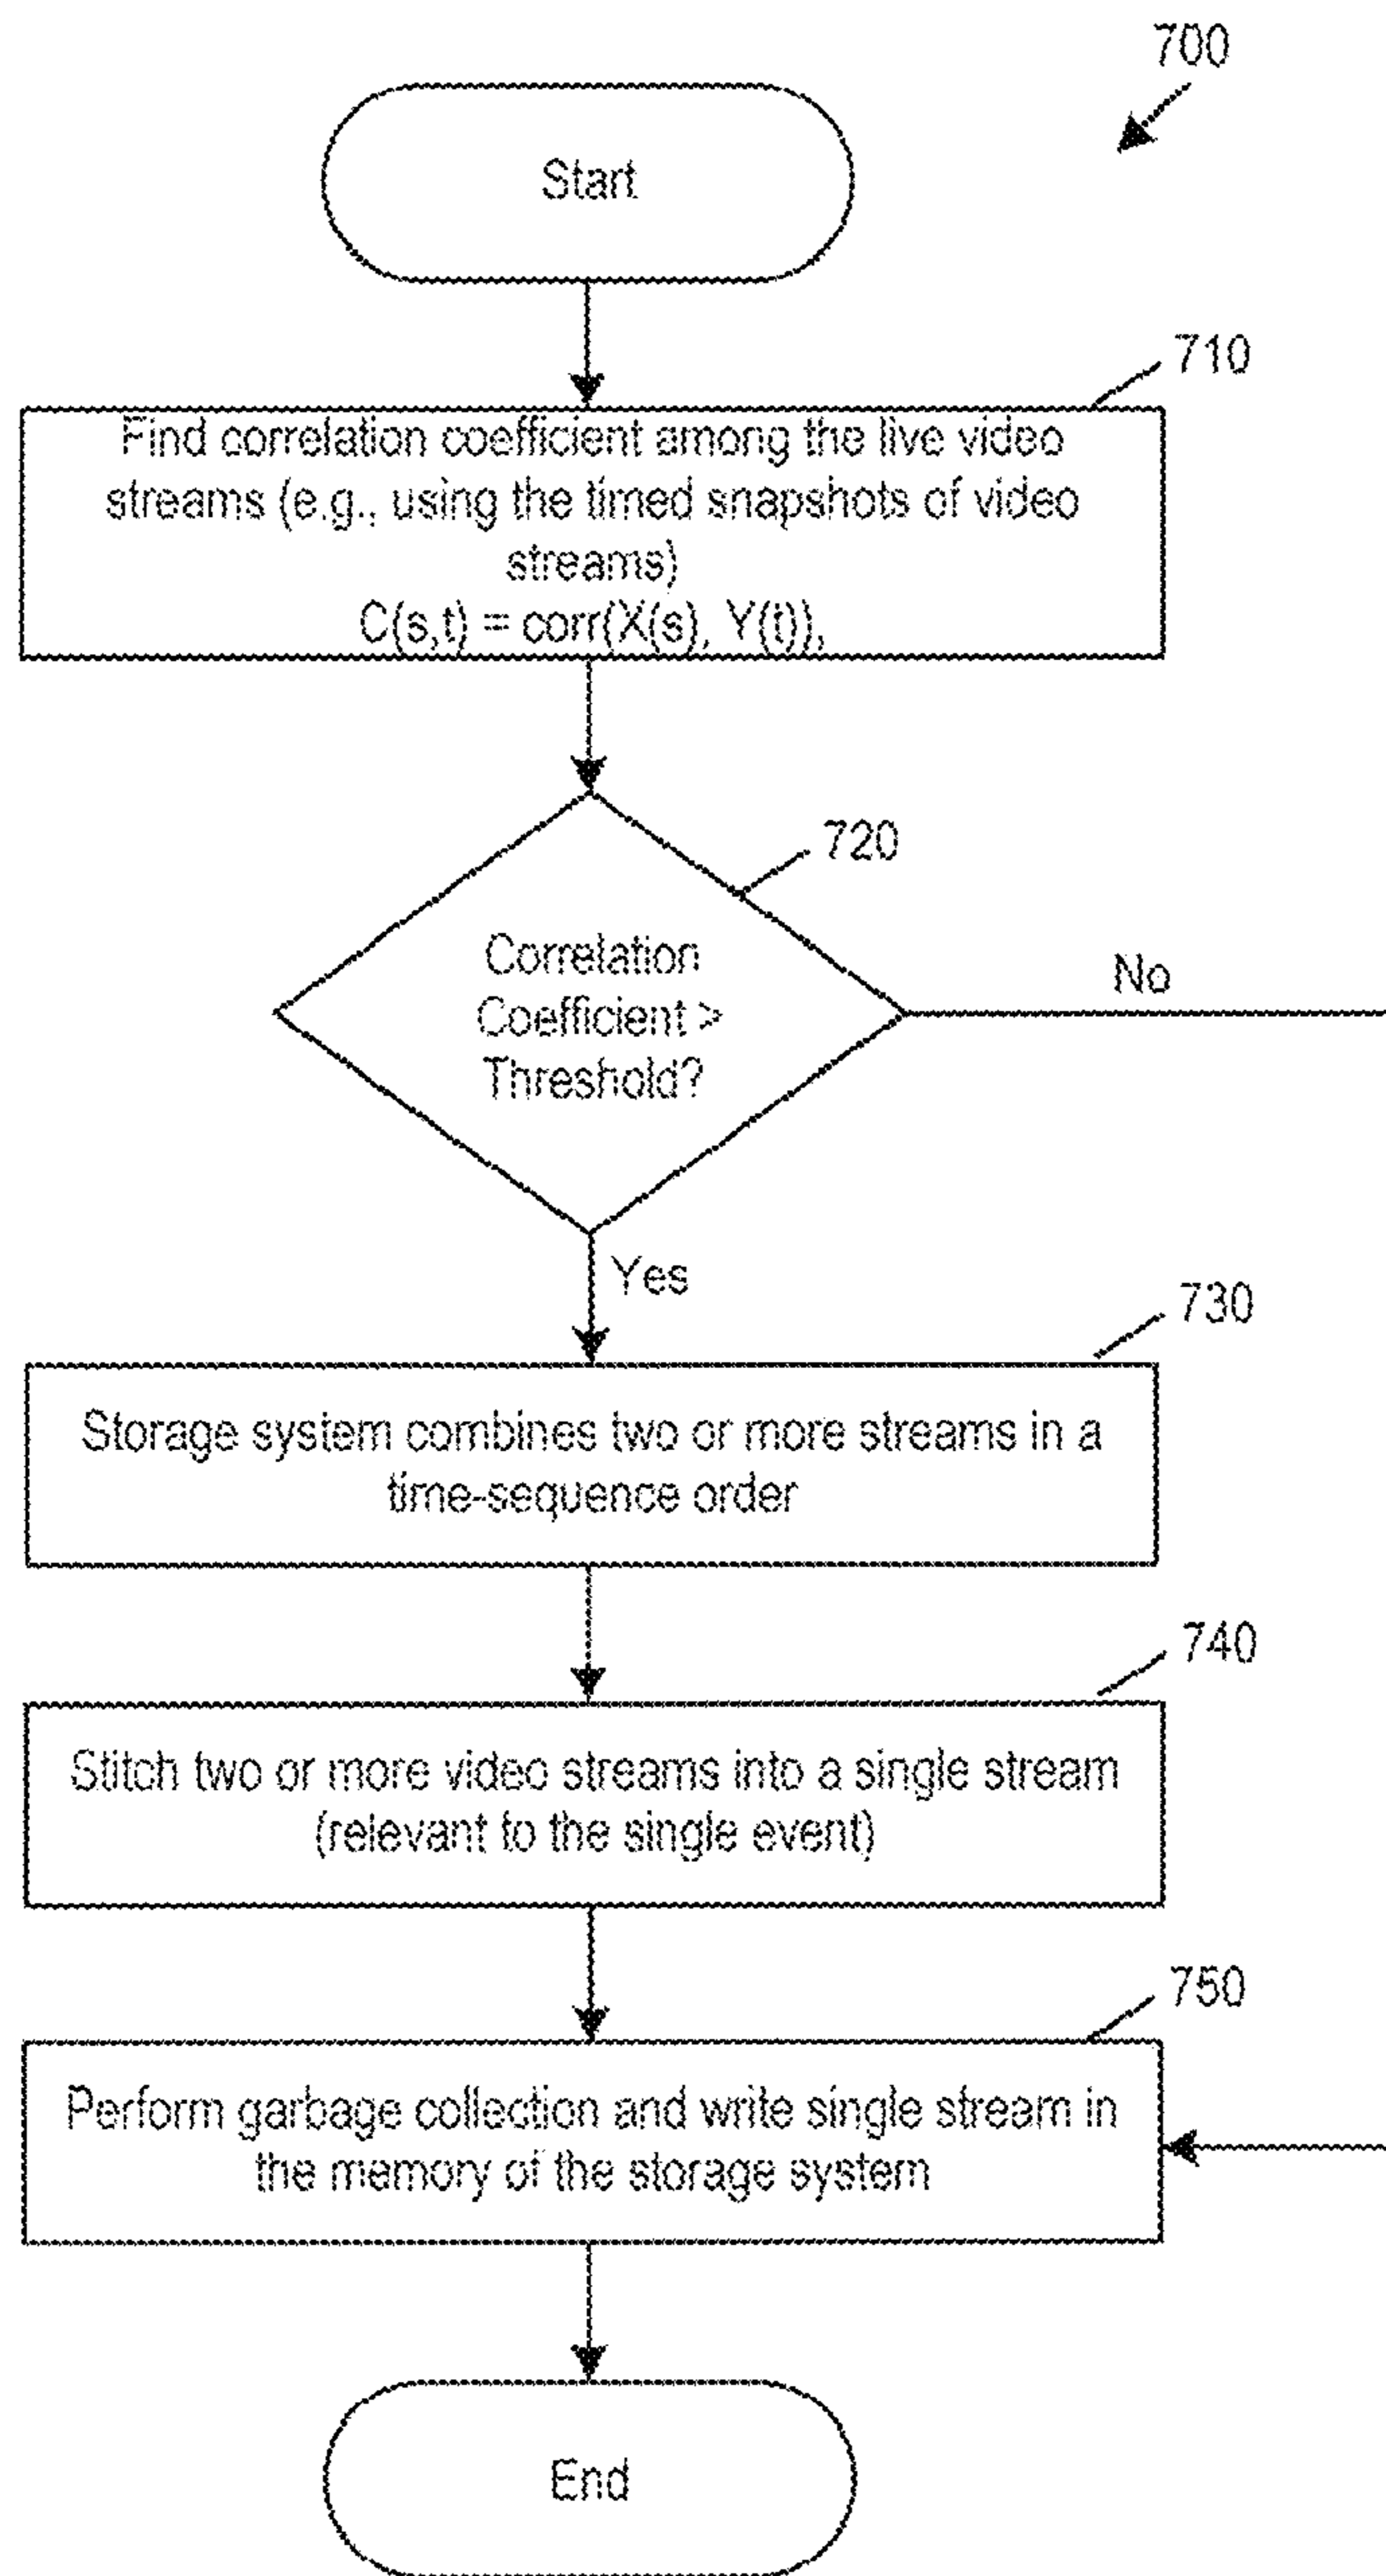 700
Start
710
Find correlation coefficient among the live video
streams (e.g., using the timed snapshots of video
streams)
C(s,t) = corr(X(s), Y(t)),
720
Correlation
Coefficient >
Threshold?
No
Yes
730
Storage system combines two or more streams in a
time-sequence order
740
Stitch two or more video streams into a single stream
(relevant to the single event)
750
Perform garbage collection and write single stream in
the memory of the storage system
End